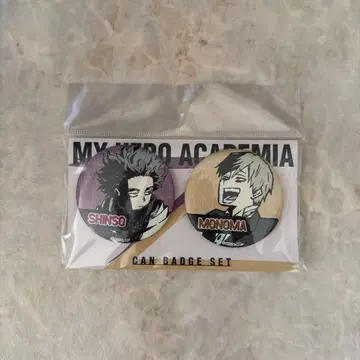 MY HERO ACADEMIA
SHINSO
MONOMA
CAN BADGE SET